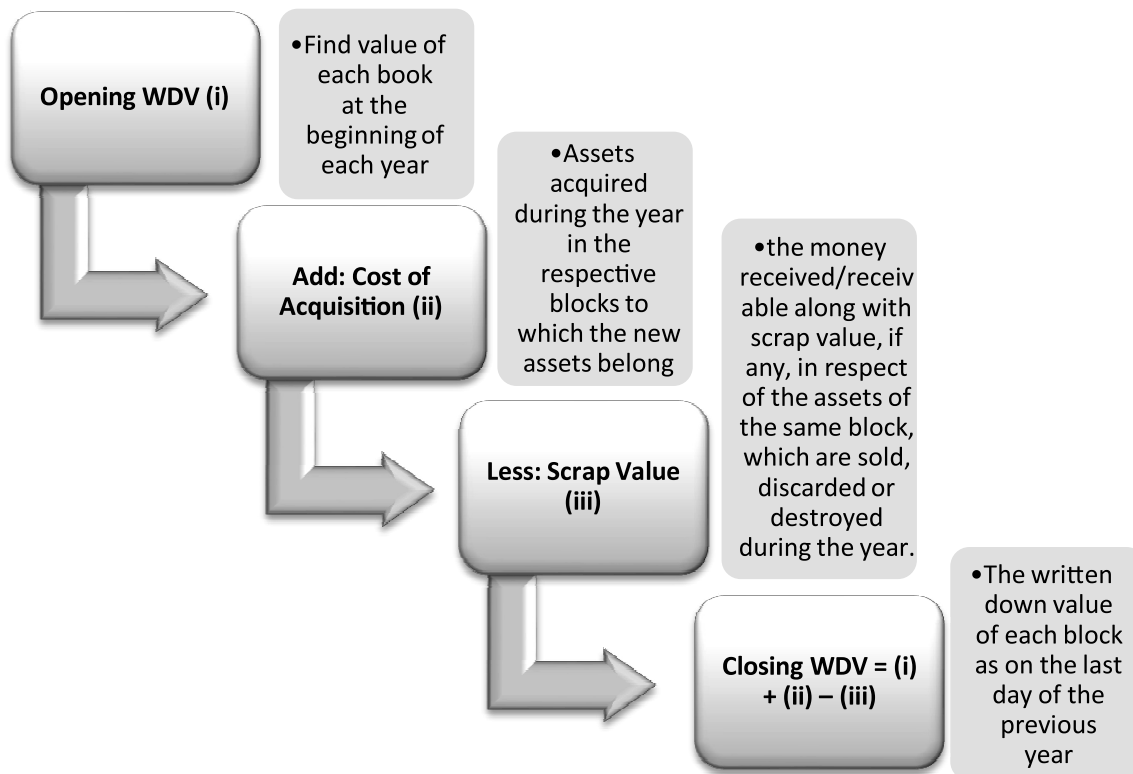 Opening WDV (i)
•Find value of
each book
at the
beginning of
each year
Add: Cost of
Acquisition (ii)
•Assets
acquired
during the year
in the
respective
blocks to
which the new
assets belong
Less: Scrap Value
(iii)
•the money
received/receiv
able along with
scrap value, if
any, in respect
of the assets of
the same block,
which are sold,
discarded or
destroyed
during the year.
Closing WDV = (i)
+ (ii) – (iii)
•The written
down value
of each block
as on the last
day of the
previous
year